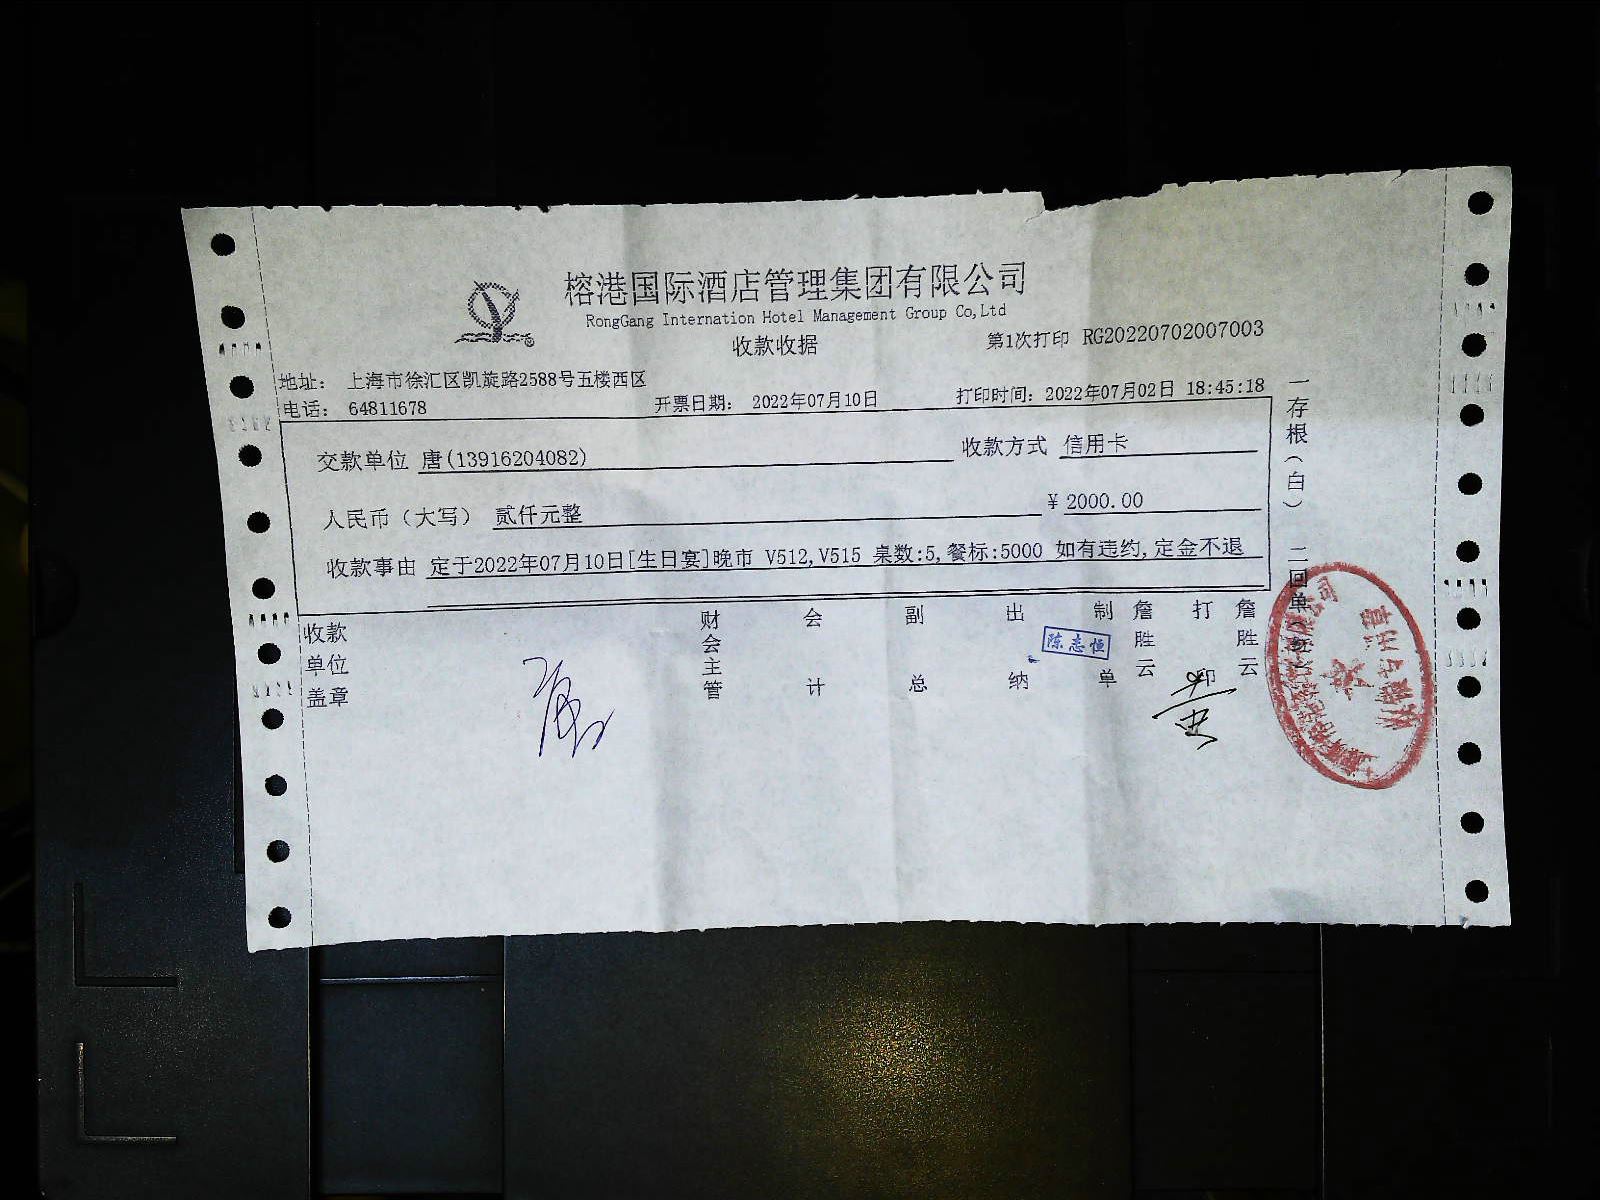 榕港国际酒店管理集团有限公司
RongGang Internation Hotel Management Group Co,Ltd
收款收据
第1次打印 RG20220702007003
地址： 上海市徐汇区凯旋路2588号五楼西区
电话： 64811678 开票日期： 2022年07月10日 打印时间：2022年07月02日 18:45:18
交款单位 唐(13916204082) 收款方式 信用卡
人民币（大写） 贰仟元整 ￥2000.00
收款事由 定于2022年07月10日[生日宴]晚市 V512,V515 桌数:5,餐标:5000 如有违约,定金不退
收款单位盖章
财会主管
会计
副总
出纳
陈志恒
制单
詹胜云
打印
詹胜云
一存根（白）
二回单